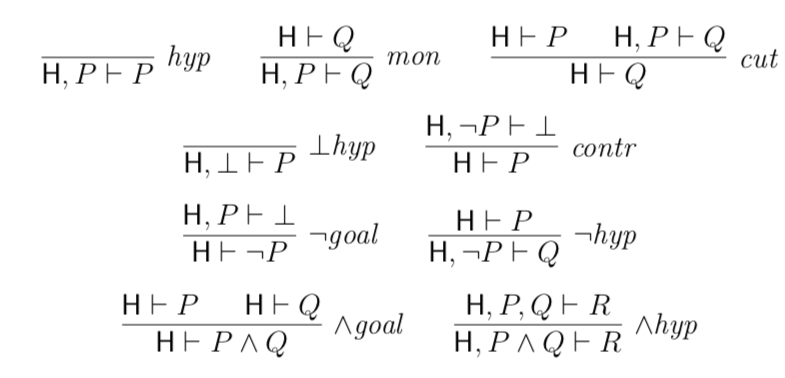 H ⊢ Q    H ⊢ P    H, P ⊢ Q
H, P ⊢ P hyp    H, P ⊢ Q mon    H ⊢ Q cut
H, ¬P ⊢ ⊥
H, ⊥ ⊢ P ⊥hyp    H ⊢ P contr
H, P ⊢ ⊥    H ⊢ P
H ⊢ ¬P ¬goal    H, ¬P ⊢ Q ¬hyp
H ⊢ P    H ⊢ Q    H, P, Q ⊢ R
H ⊢ P ∧ Q ∧goal    H, P ∧ Q ⊢ R ∧hyp